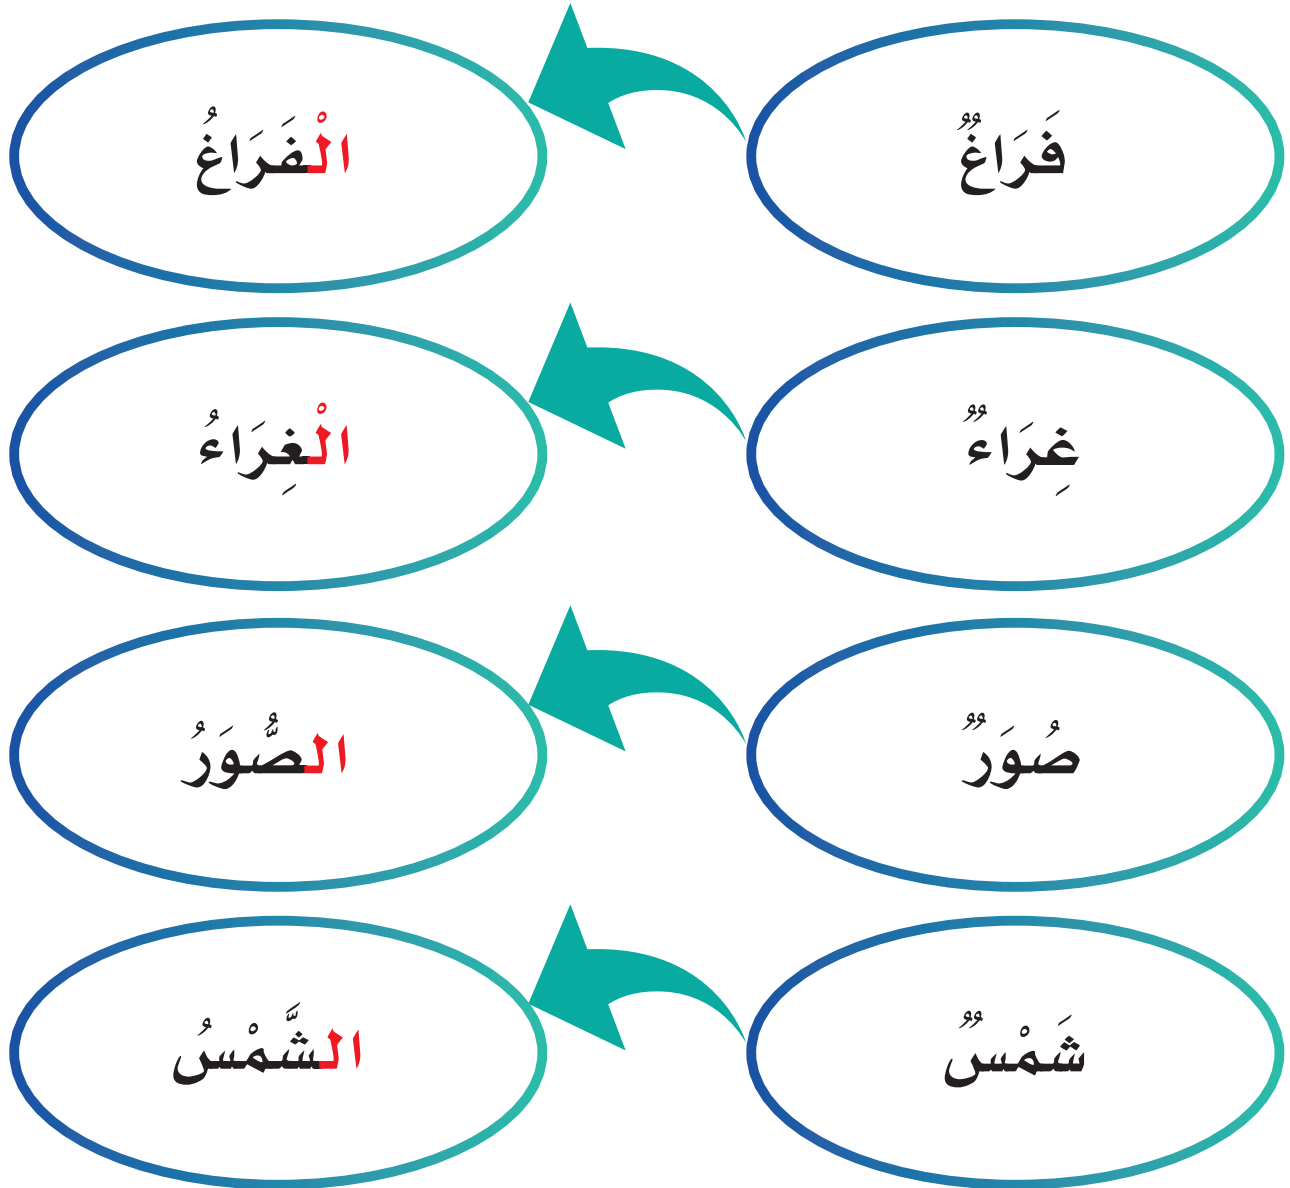 فَرَاغٌ الْفَرَاغُ
غِرَاءٌ الْغِرَاءُ
صُوَرٌ الصُّوَرُ
شَمْسٌ الشَّمْسُ